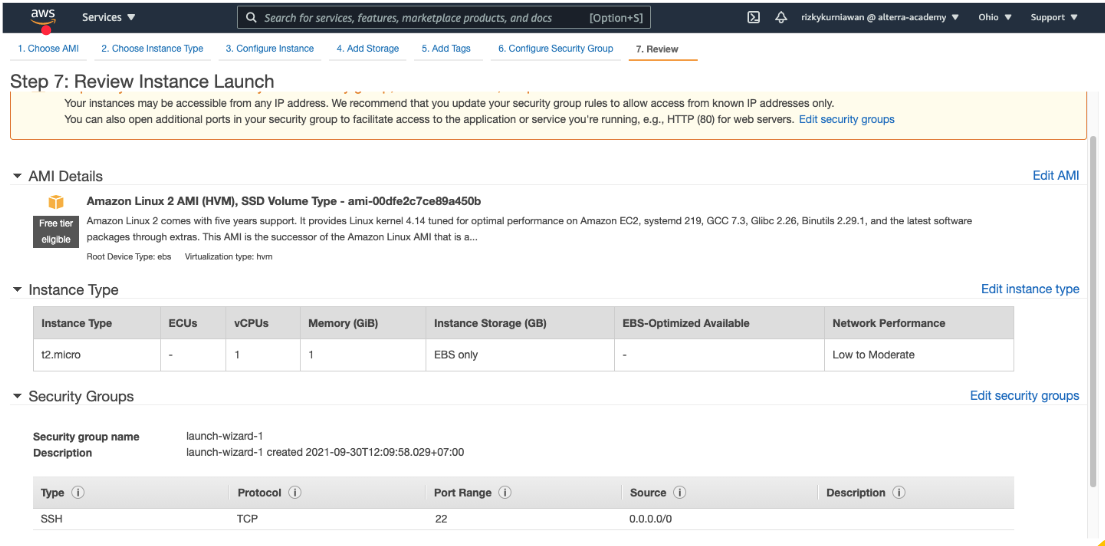 aws
Services
Search for services, features, marketplace products, and docs [Option+S]
rizkykurniawan @ alterra-academy
Ohio
Support
1. Choose AMI
2. Choose Instance Type
3. Configure Instance
4. Add Storage
5. Add Tags
6. Configure Security Group
7. Review
Step 7: Review Instance Launch
Your instances may be accessible from any IP address. We recommend that you update your security group rules to allow access from known IP addresses only.
You can also open additional ports in your security group to facilitate access to the application or service you're running, e.g., HTTP (80) for web servers. Edit security groups
AMI Details
Edit AMI
Amazon Linux 2 AMI (HVM), SSD Volume Type - ami-00dfe2c7ce89a450b
Free tier
eligible
Amazon Linux 2 comes with five years support. It provides Linux kernel 4.14 tuned for optimal performance on Amazon EC2, systemd 219, GCC 7.3, Glibc 2.26, Binutils 2.29.1, and the latest software
packages through extras. This AMI is the successor of the Amazon Linux AMI that is a...
Root Device Type: ebs Virtualization type: hvm
Instance Type
Edit instance type
Instance Type ECUs vCPUs Memory (GiB) Instance Storage (GB) EBS-Optimized Available Network Performance
t2.micro - 1 1 EBS only - Low to Moderate
Security Groups
Edit security groups
Security group name launch-wizard-1
Description launch-wizard-1 created 2021-09-30T12:09:58.029+07:00
Type Protocol Port Range Source Description
SSH TCP 22 0.0.0.0/0